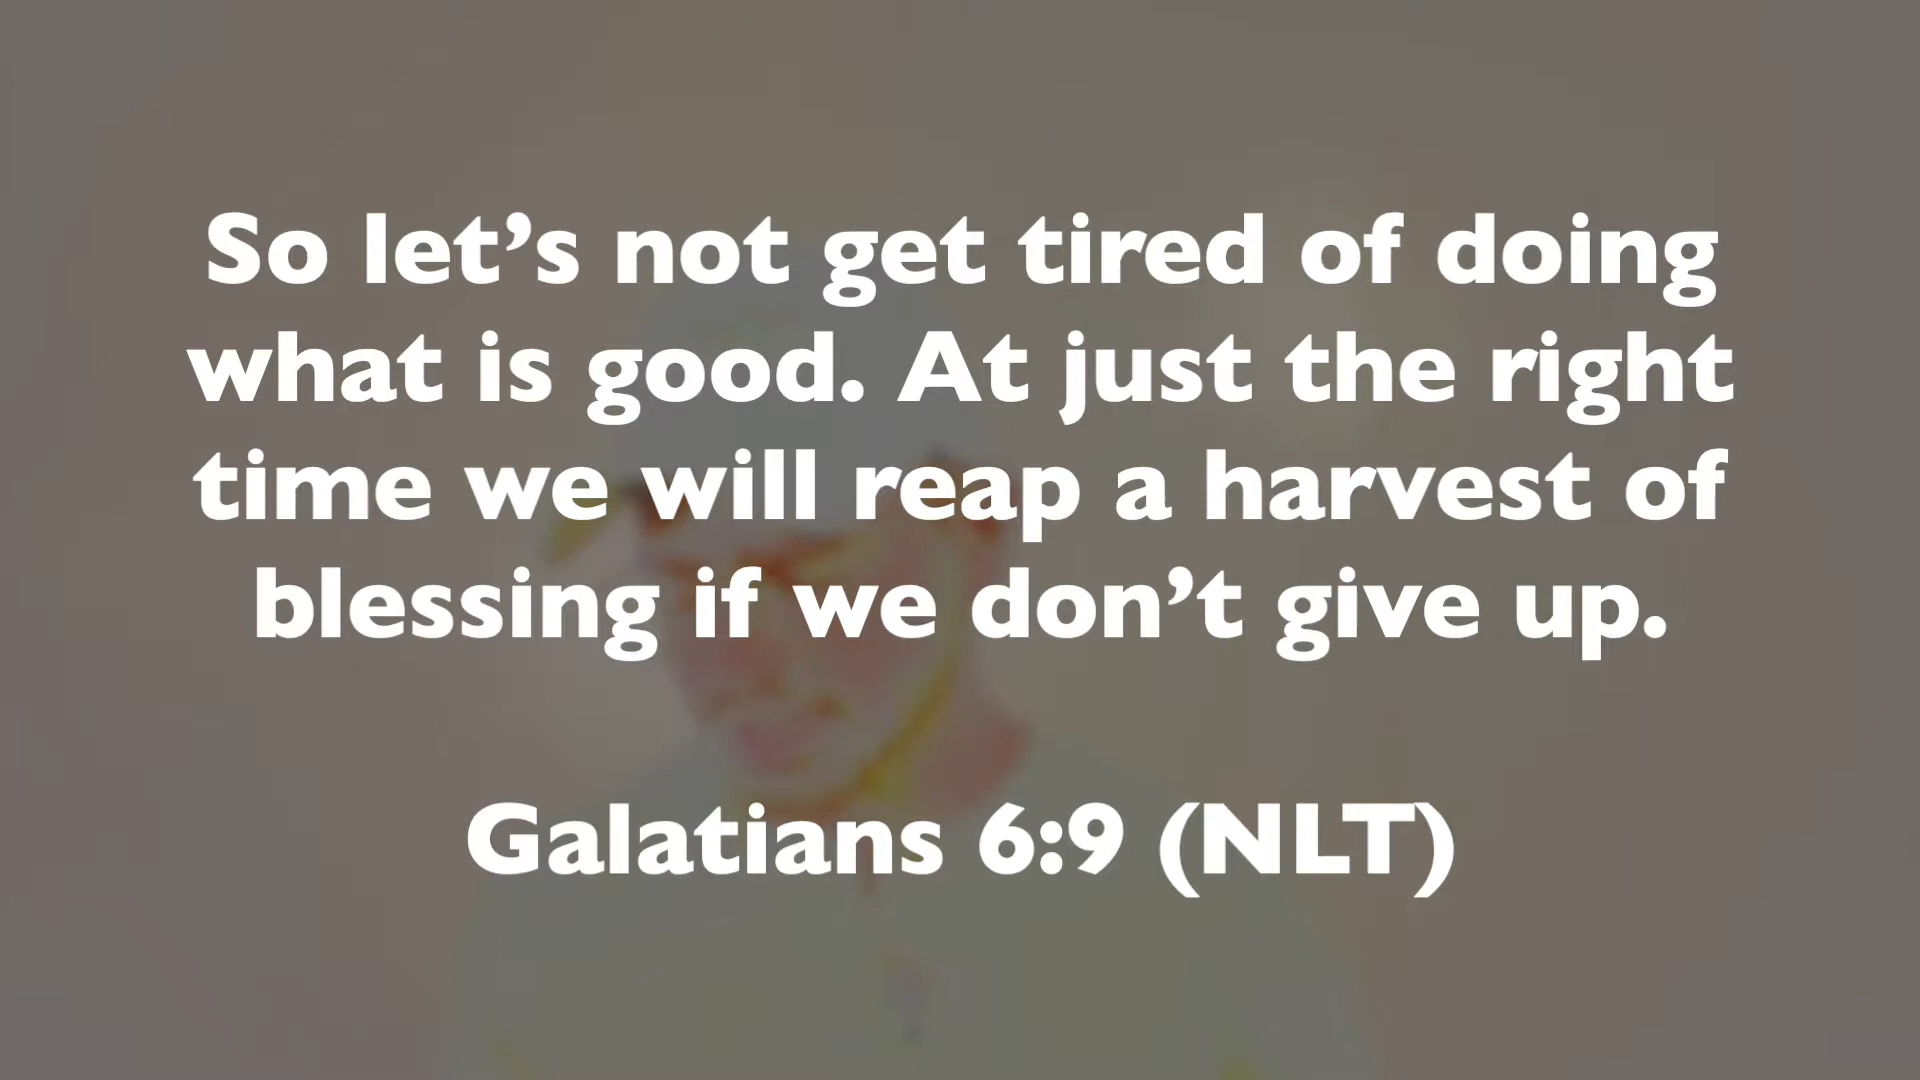 So let’s not get tired of doing
what is good. At just the right
time we will reap a harvest of
blessing if we don’t give up.
Galatians 6:9 (NLT)